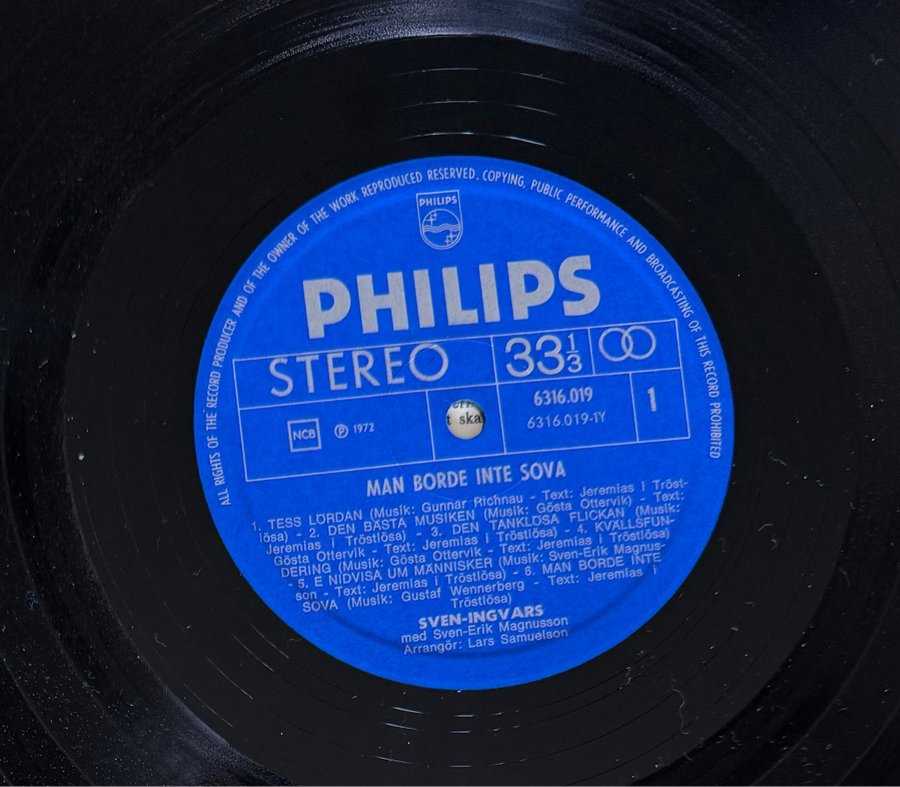 ALL RIGHTS OF THE RECORD PRODUCER AND OF THE OWNER OF THE WORK REPRODUCED RESERVED. COPYING, PUBLIC PERFORMANCE AND BROADCASTING OF THIS RECORD PROHIBITED
PHILIPS
PHILIPS
STEREO 33 1/3
NCB Ⓟ 1972
t ska
6316.019
6316.019-1Y
1
MAN BORDE INTE SOVA
1. TESS LÖRDAN (Musik: Gunnar Richnau - Text: Jeremias i Tröst-
lösa) - 2. DEN BÄSTA MUSIKEN (Musik: Gösta Ottervik) - Text:
Jeremias i Tröstlösa) - 3. DEN TANKLÖSA FLICKAN (Musik:
Gösta Ottervik - Text: Jeremias i Tröstlösa) - 4. KVÄLLSFUN-
DERING (Musik: Gösta Ottervik - Text: Jeremias i Tröstlösa)
- 5. E NIDVISA UM MÄNNISKER (Musik: Sven-Erik Magnus-
son - Text: Jeremias i Tröstlösa) - 6. MAN BORDE INTE
SOVA (Musik: Gustaf Wennerberg - Text: Jeremias i
Tröstlösa)
SVEN-INGVARS
med Sven-Erik Magnusson
Arrangör: Lars Samuelson